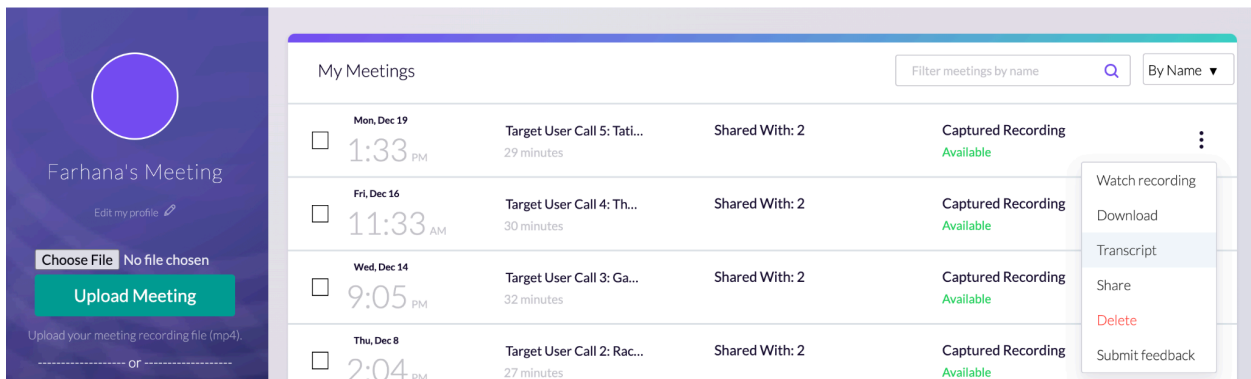 Farhana's Meeting
Edit my profile
Choose File No file chosen
Upload Meeting
Upload your meeting recording file (mp4).
------------------- or -------------------
My Meetings
Filter meetings by name
By Name ▼
Mon, Dec 19
1:33 PM
Target User Call 5: Tati...
29 minutes
Shared With: 2
Captured Recording
Available
Fri, Dec 16
11:33 AM
Target User Call 4: Th...
30 minutes
Shared With: 2
Captured Recording
Available
Wed, Dec 14
9:05 PM
Target User Call 3: Ga...
32 minutes
Shared With: 2
Captured Recording
Available
Thu, Dec 8
2:04 PM
Target User Call 2: Rac...
27 minutes
Shared With: 2
Captured Recording
Available
Watch recording
Download
Transcript
Share
Delete
Submit feedback